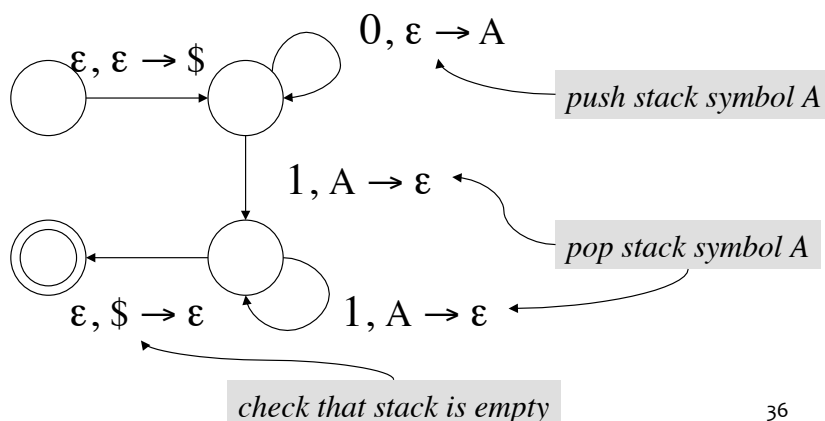 0, ε → A
ε, ε → $
push stack symbol A
1, A → ε
pop stack symbol A
ε, $ → ε
1, A → ε
check that stack is empty
36